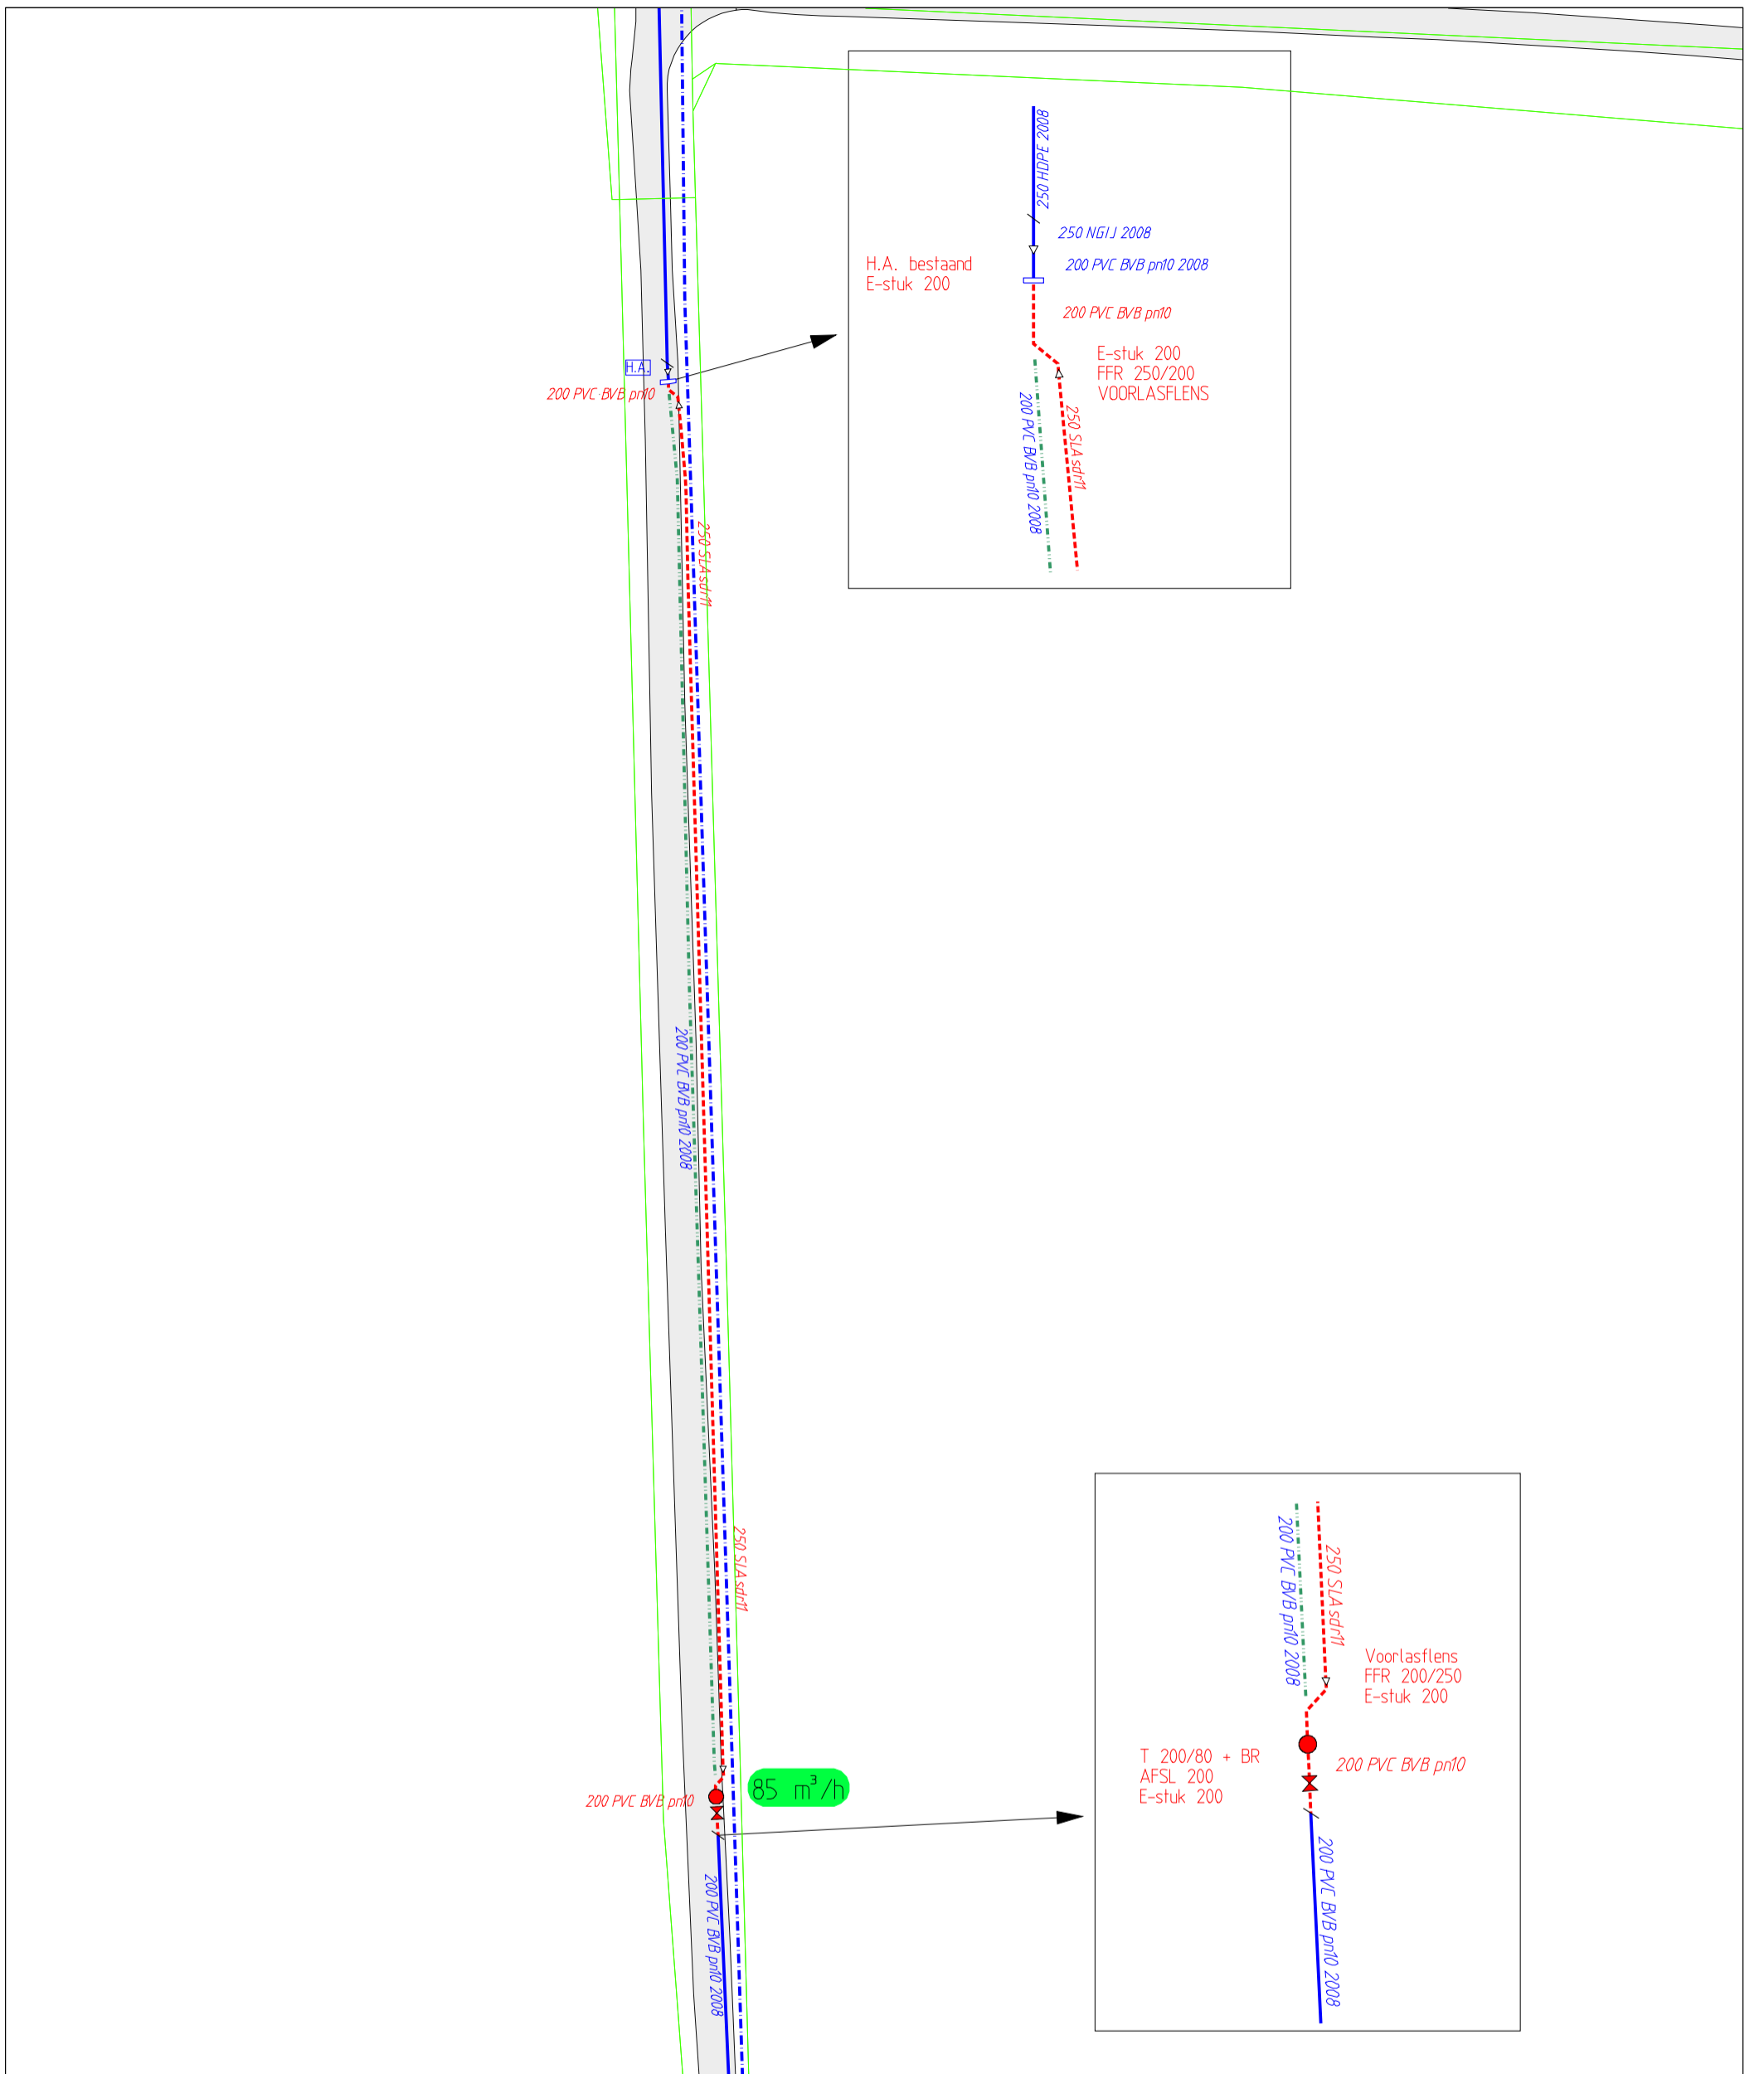 250 HDPE 2008
250 NGIJ 2008
200 PVC BVB pn10 2008
H.A. bestaand
E-stuk 200
200 PVC BVB pn10
E-stuk 200
FFR 250/200
VOORLASFLENS
200 PVC BVB pn10 2008
250 SLA sdr11
H.A.
200 PVC BVB pn10
250 SLA sdr11
200 PVC BVB pn10 2008
250 SLA sdr11
200 PVC BVB pn10 2008
250 SLA sdr11
Voorlasflens
FFR 200/250
E-stuk 200
T 200/80 + BR
AFSL 200
E-stuk 200
200 PVC BVB pn10
85 m³/h
200 PVC BVB pn10
200 PVC BVB pn10 2008
200 PVC BVB pn10 2008